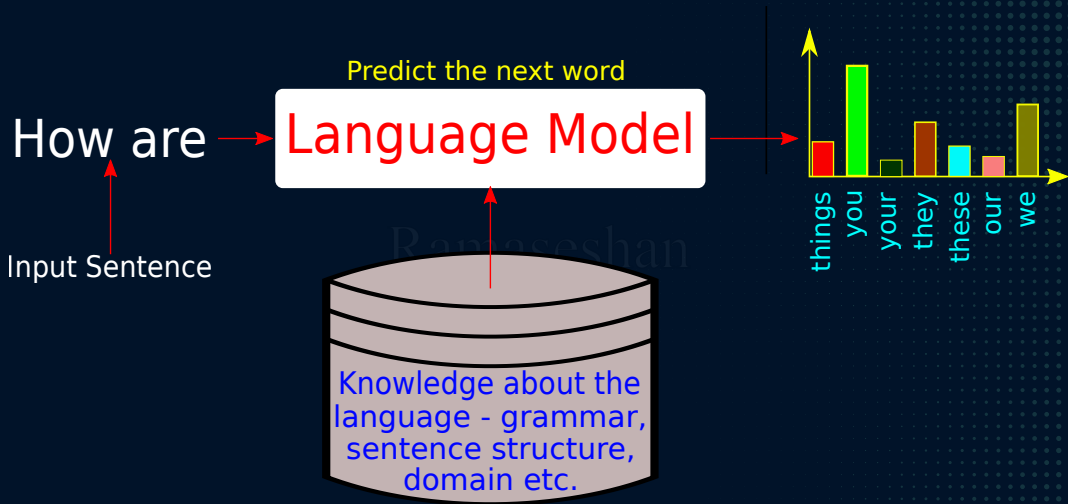 Predict the next word
How are
Language Model
Input Sentence
Ramaseshan
Knowledge about the
language - grammar,
sentence structure,
domain etc.
things
you
your
they
these
our
we